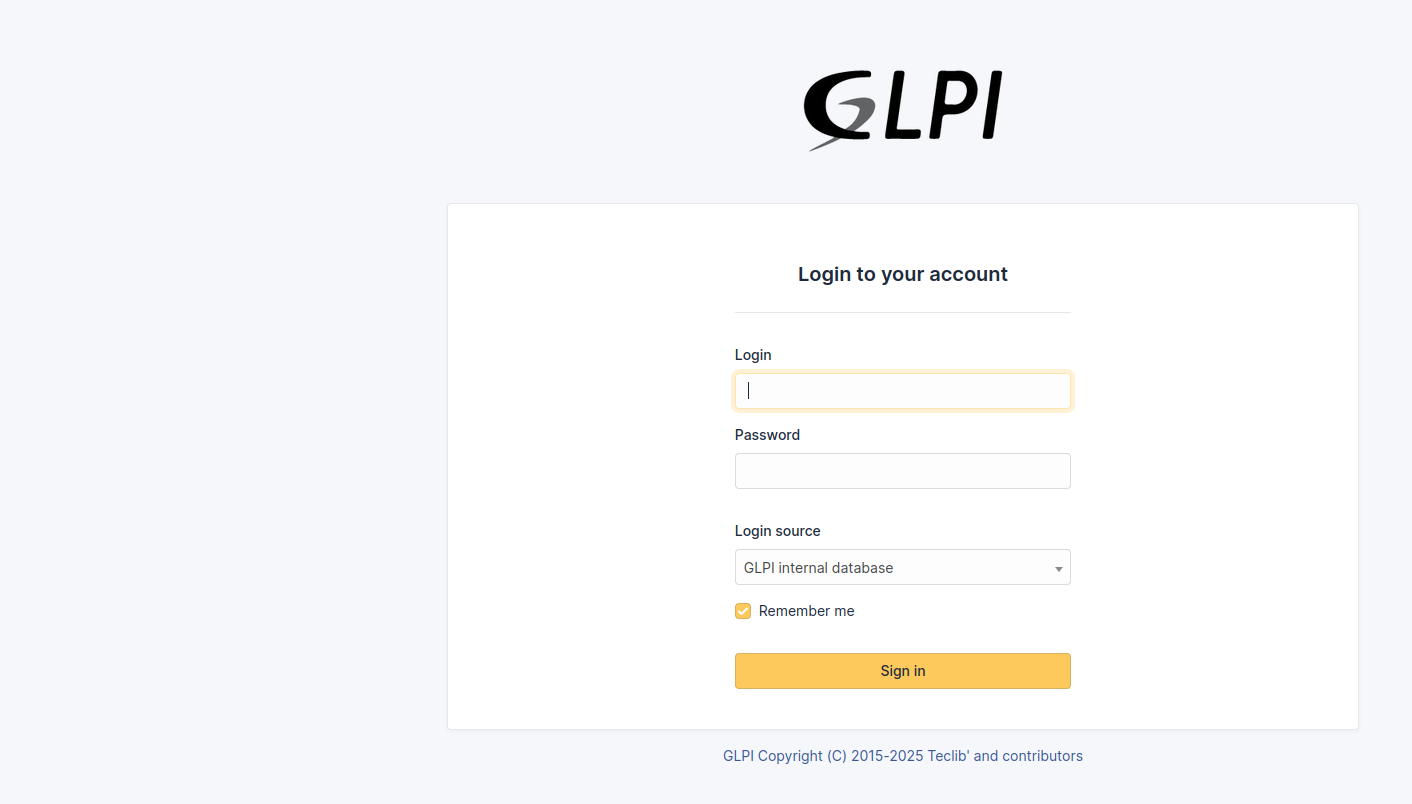 GLPI
Login to your account
Login
Password
Login source
GLPI internal database
Remember me
Sign in
GLPI Copyright (C) 2015-2025 Teclib' and contributors